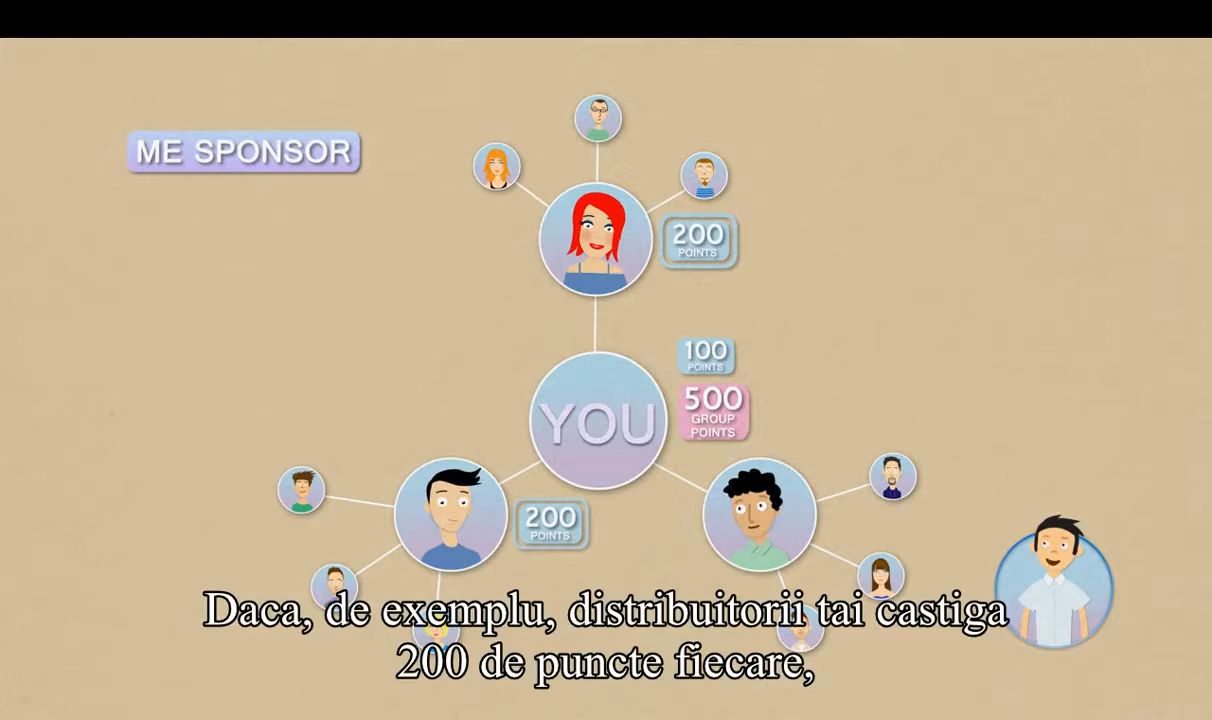 ME SPONSOR
200
POINTS
100
POINTS
500
GROUP
POINTS
YOU
200
POINTS
Daca, de exemplu, distribuitorii tai castiga
200 de puncte fiecare,